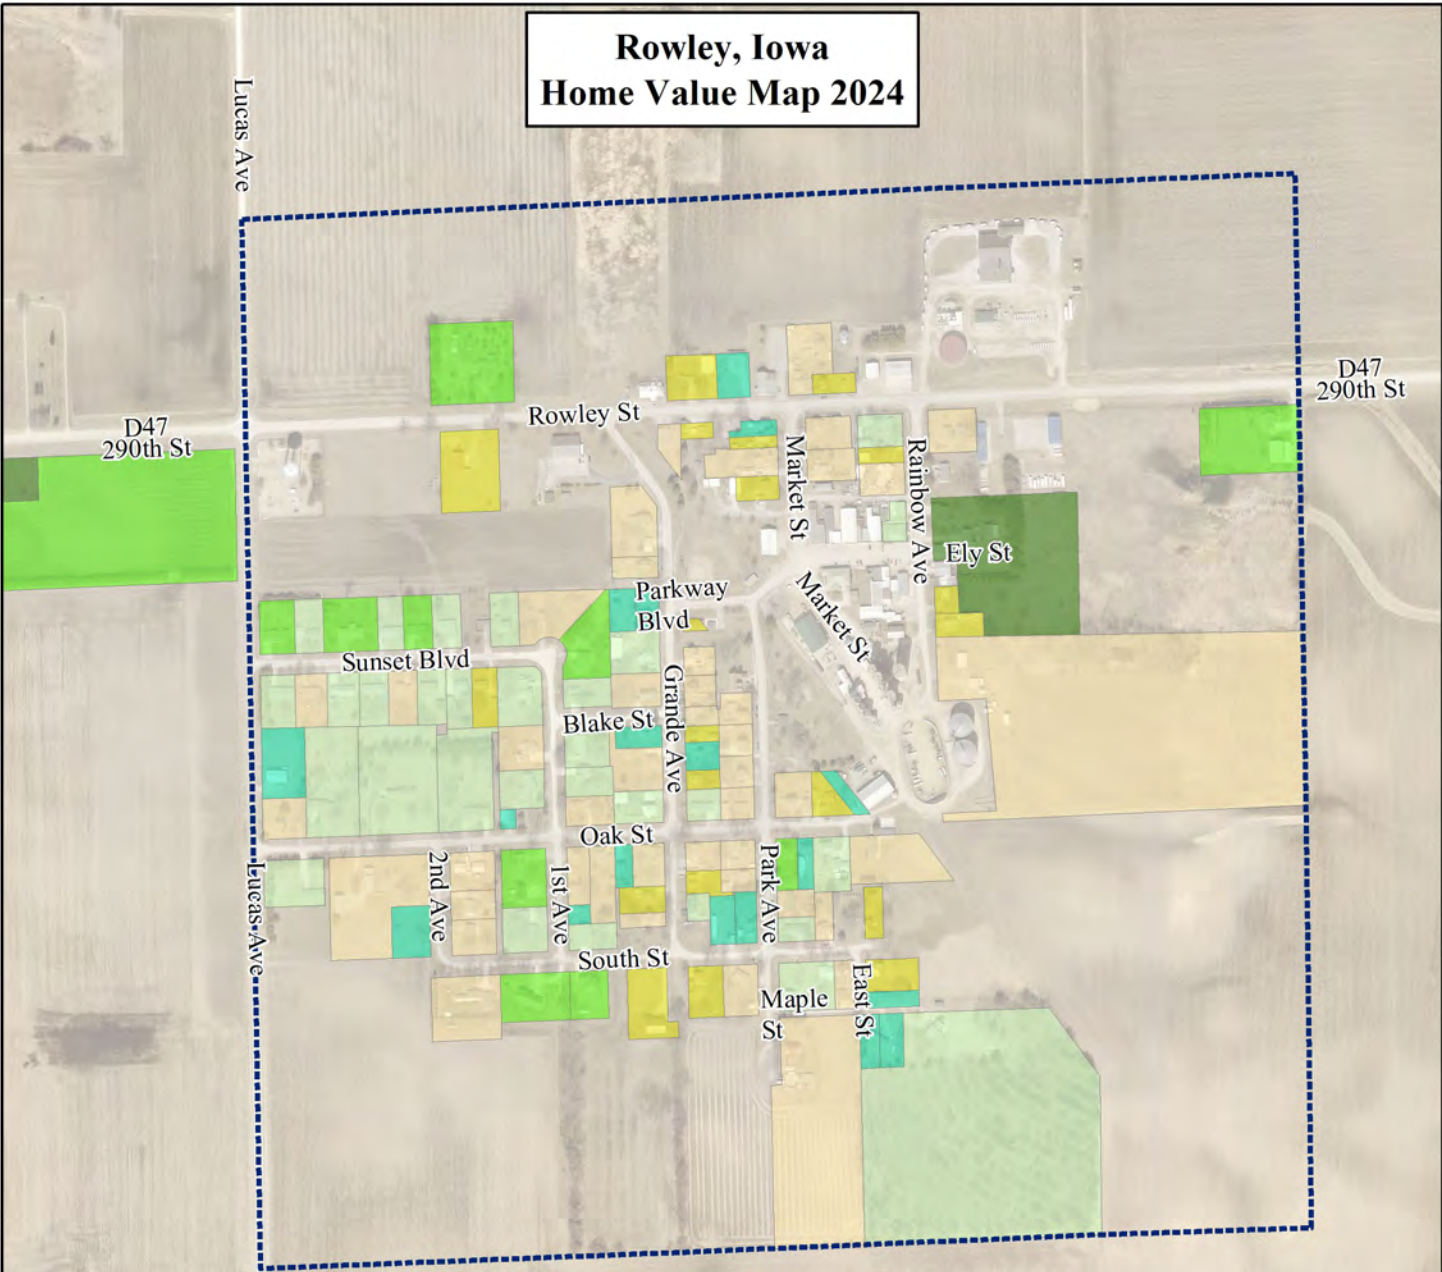 Rowley, Iowa
Home Value Map 2024
Lucas Ave
D47
290th St
Rowley St
D47
290th St
Market St
Rainbow Ave
Ely St
Parkway
Blvd
Market St
Sunset Blvd
Grande Ave
Blake St
Oak St
Lucas Ave
2nd Ave
1st Ave
Park Ave
South St
Maple
St
East St